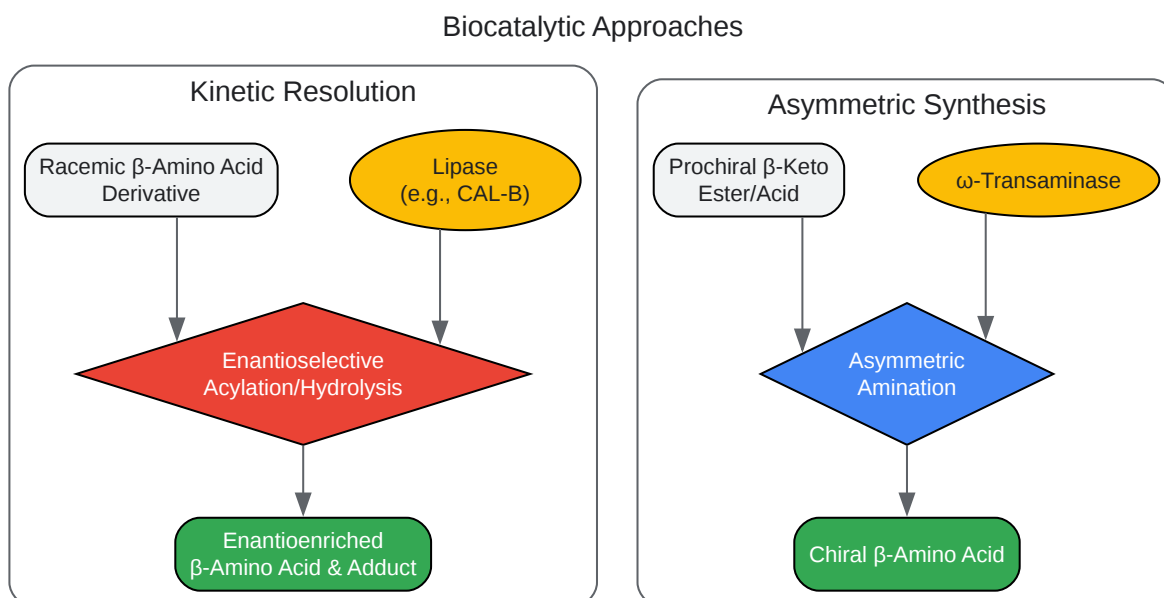 Biocatalytic Approaches
Kinetic Resolution
Racemic β-Amino Acid
Derivative
Lipase
(e.g., CAL-B)
Enantioselective
Acylation/Hydrolysis
Enantioenriched
β-Amino Acid & Adduct
Asymmetric Synthesis
Prochiral β-Keto
Ester/Acid
ω-Transaminase
Asymmetric
Amination
Chiral β-Amino Acid